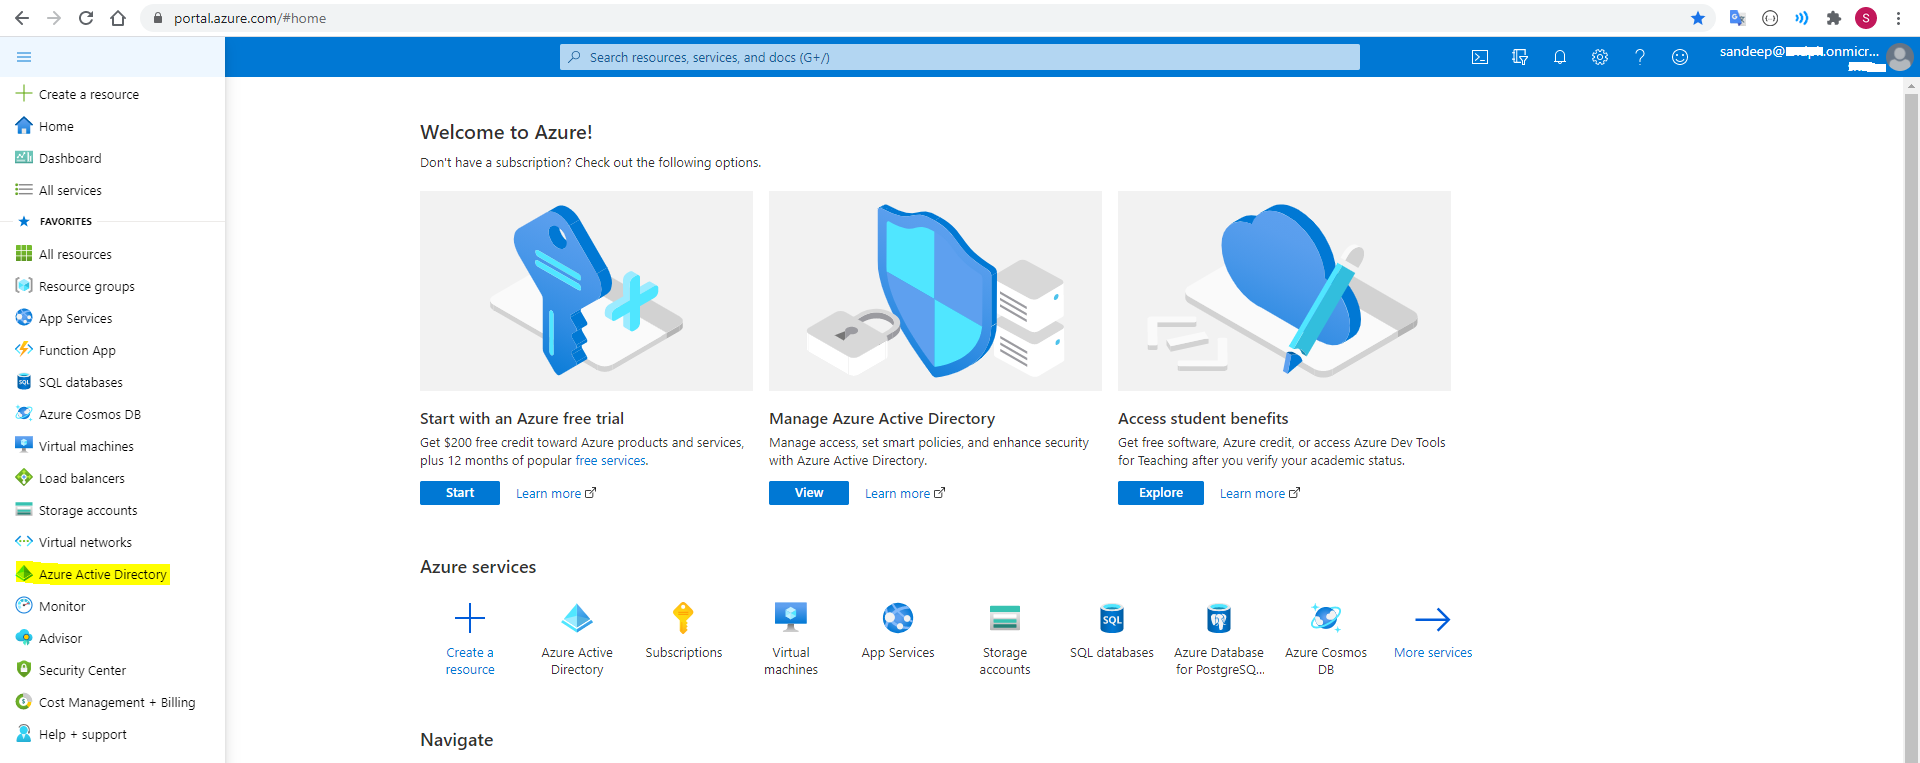 portal.azure.com/#home
S
Search resources, services, and docs (G+/)
sandeep@ .onmicr...
Create a resource
Home
Dashboard
All services
FAVORITES
All resources
Resource groups
App Services
Function App
SQL databases
Azure Cosmos DB
Virtual machines
Load balancers
Storage accounts
Virtual networks
Azure Active Directory
Monitor
Advisor
Security Center
Cost Management + Billing
Help + support
Welcome to Azure!
Don't have a subscription? Check out the following options.
Start with an Azure free trial
Get $200 free credit toward Azure products and services,
plus 12 months of popular free services.
Start
Learn more
Manage Azure Active Directory
Manage access, set smart policies, and enhance security
with Azure Active Directory.
View
Learn more
Access student benefits
Get free software, Azure credit, or access Azure Dev Tools
for Teaching after you verify your academic status.
Explore
Learn more
Azure services
Create a
resource
Azure Active
Directory
Subscriptions
Virtual
machines
App Services
Storage
accounts
SQL
SQL databases
Azure Database
for PostgreSQ...
Azure Cosmos
DB
More services
Navigate